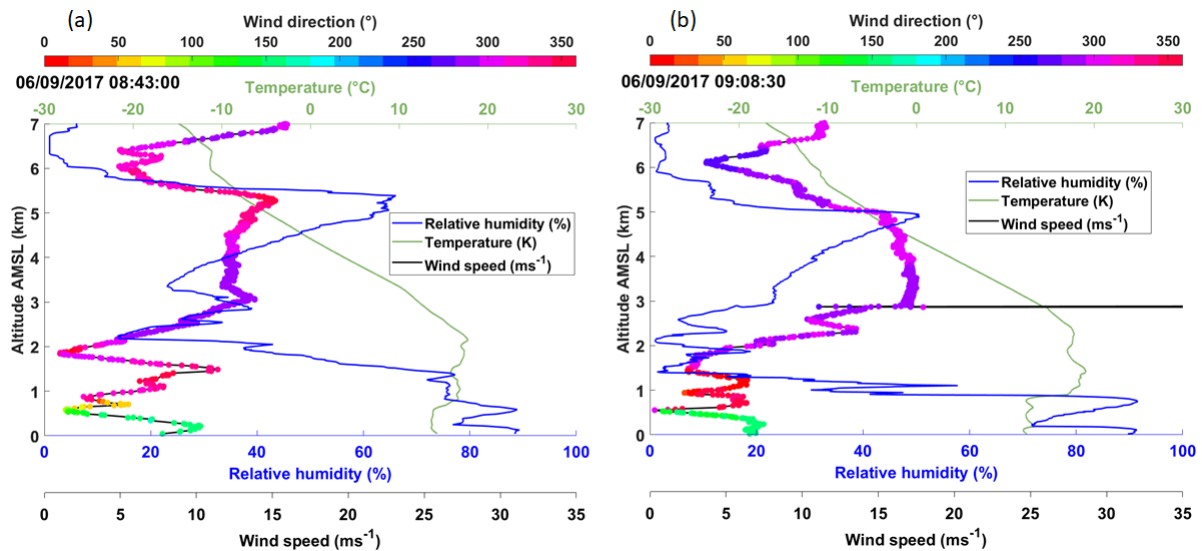 (a)
Wind direction (°)
0 50 100 150 200 250 300 350
06/09/2017 08:43:00
Temperature (°C)
-30 -20 -10 0 10 20 30
7
6
5
4
3
2
1
0
Altitude AMSL (km)
Relative humidity (%)
Temperature (K)
Wind speed (ms⁻¹)
0 20 40 60 80 100
Relative humidity (%)
0 5 10 15 20 25 30 35
Wind speed (ms⁻¹)
(b)
Wind direction (°)
0 50 100 150 200 250 300 350
06/09/2017 09:08:30
Temperature (°C)
-30 -20 -10 0 10 20 30
7
6
5
4
3
2
1
0
Altitude AMSL (km)
Relative humidity (%)
Temperature (K)
Wind speed (ms⁻¹)
0 20 40 60 80 100
Relative humidity (%)
0 5 10 15 20 25 30 35
Wind speed (ms⁻¹)